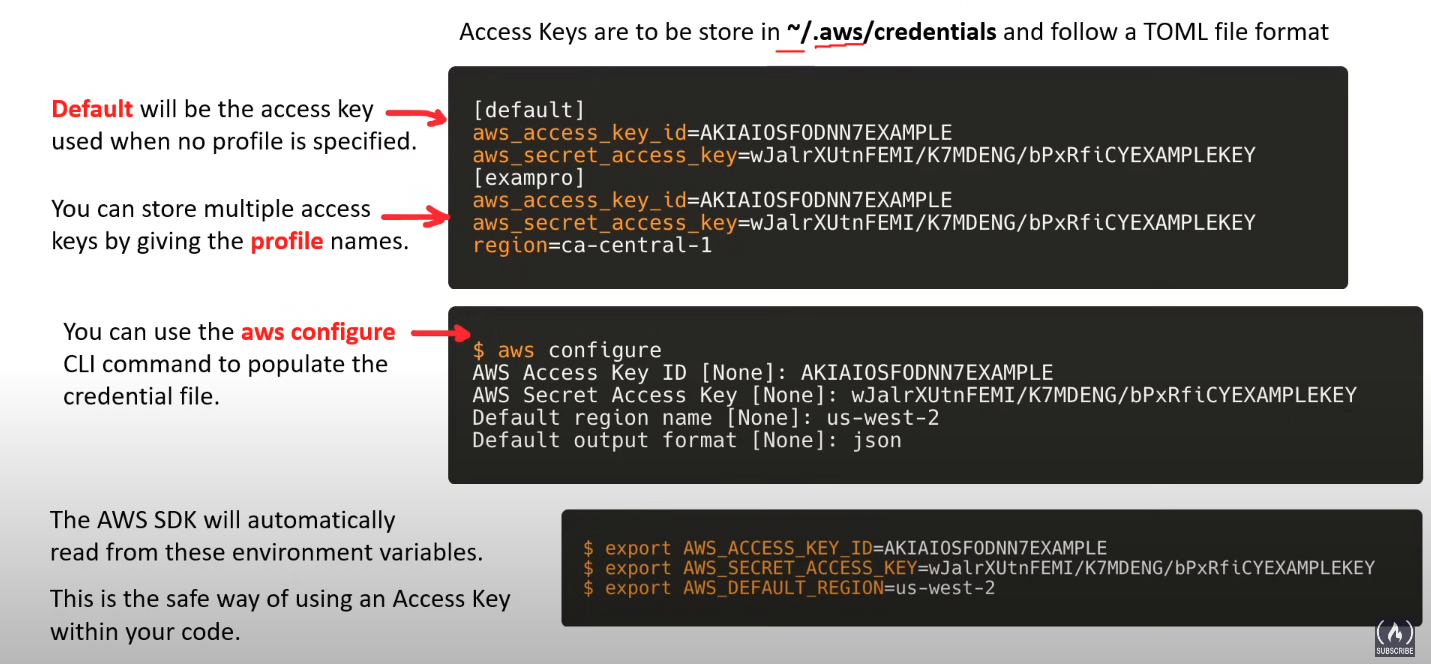 Access Keys are to be store in ~/.aws/credentials and follow a TOML file format
Default will be the access key
used when no profile is specified.
You can store multiple access
keys by giving the profile names.
[default]
aws_access_key_id=AKIAIOSFODNN7EXAMPLE
aws_secret_access_key=wJalrXUtnFEMI/K7MDENG/bPxRfiCYEXAMPLEKEY
[exampro]
aws_access_key_id=AKIAIOSFODNN7EXAMPLE
aws_secret_access_key=wJalrXUtnFEMI/K7MDENG/bPxRfiCYEXAMPLEKEY
region=ca-central-1
You can use the aws configure
CLI command to populate the
credential file.
$ aws configure
AWS Access Key ID [None]: AKIAIOSFODNN7EXAMPLE
AWS Secret Access Key [None]: wJalrXUtnFEMI/K7MDENG/bPxRfiCYEXAMPLEKEY
Default region name [None]: us-west-2
Default output format [None]: json
The AWS SDK will automatically
read from these environment variables.
This is the safe way of using an Access Key
within your code.
$ export AWS_ACCESS_KEY_ID=AKIAIOSFODNN7EXAMPLE
$ export AWS_SECRET_ACCESS_KEY=wJalrXUtnFEMI/K7MDENG/bPxRfiCYEXAMPLEKEY
$ export AWS_DEFAULT_REGION=us-west-2
SUBSCRIBE